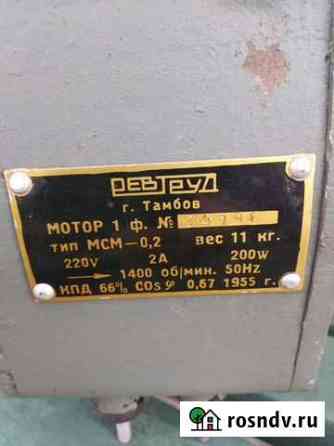 РЕВТРУД
г. Тамбов
МОТОР 1 ф. №
тип МСМ-0,2 вес 11 кг.
220V 2А 200w
1400 об/мин. 50Hz
КПД 66% COS φ 0,67 1955 г.
rosndv.ru